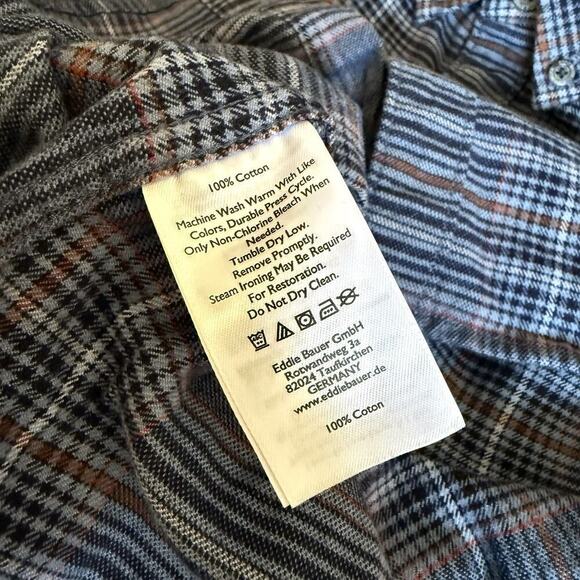 100% Cotton
Machine Wash Warm With Like
Colors, Durable Press Cycle.
Only Non-Chlorine Bleach When
Needed.
Tumble Dry Low.
Remove Promptly.
Steam Ironing May Be Required
For Restoration.
Do Not Dry Clean.
Eddie Bauer GmbH
Rotwandweg 3a
82024 Taufkirchen
GERMANY
www.eddiebauer.de
100% Coton